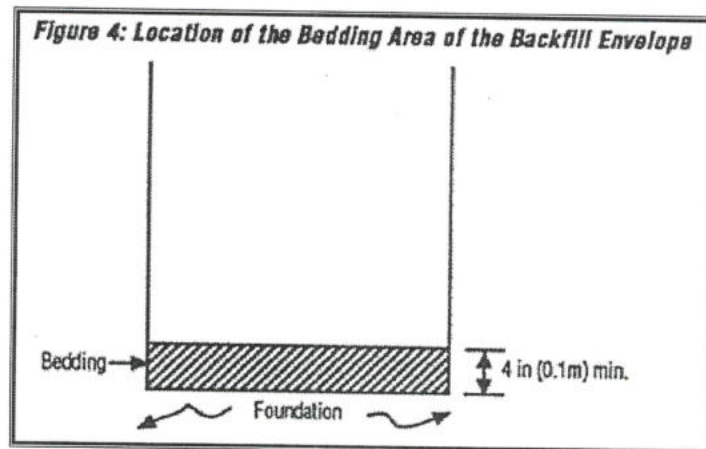 Figure 4: Location of the Bedding Area of the Backfill Envelope
Bedding
4 in (0.1m) min.
Foundation